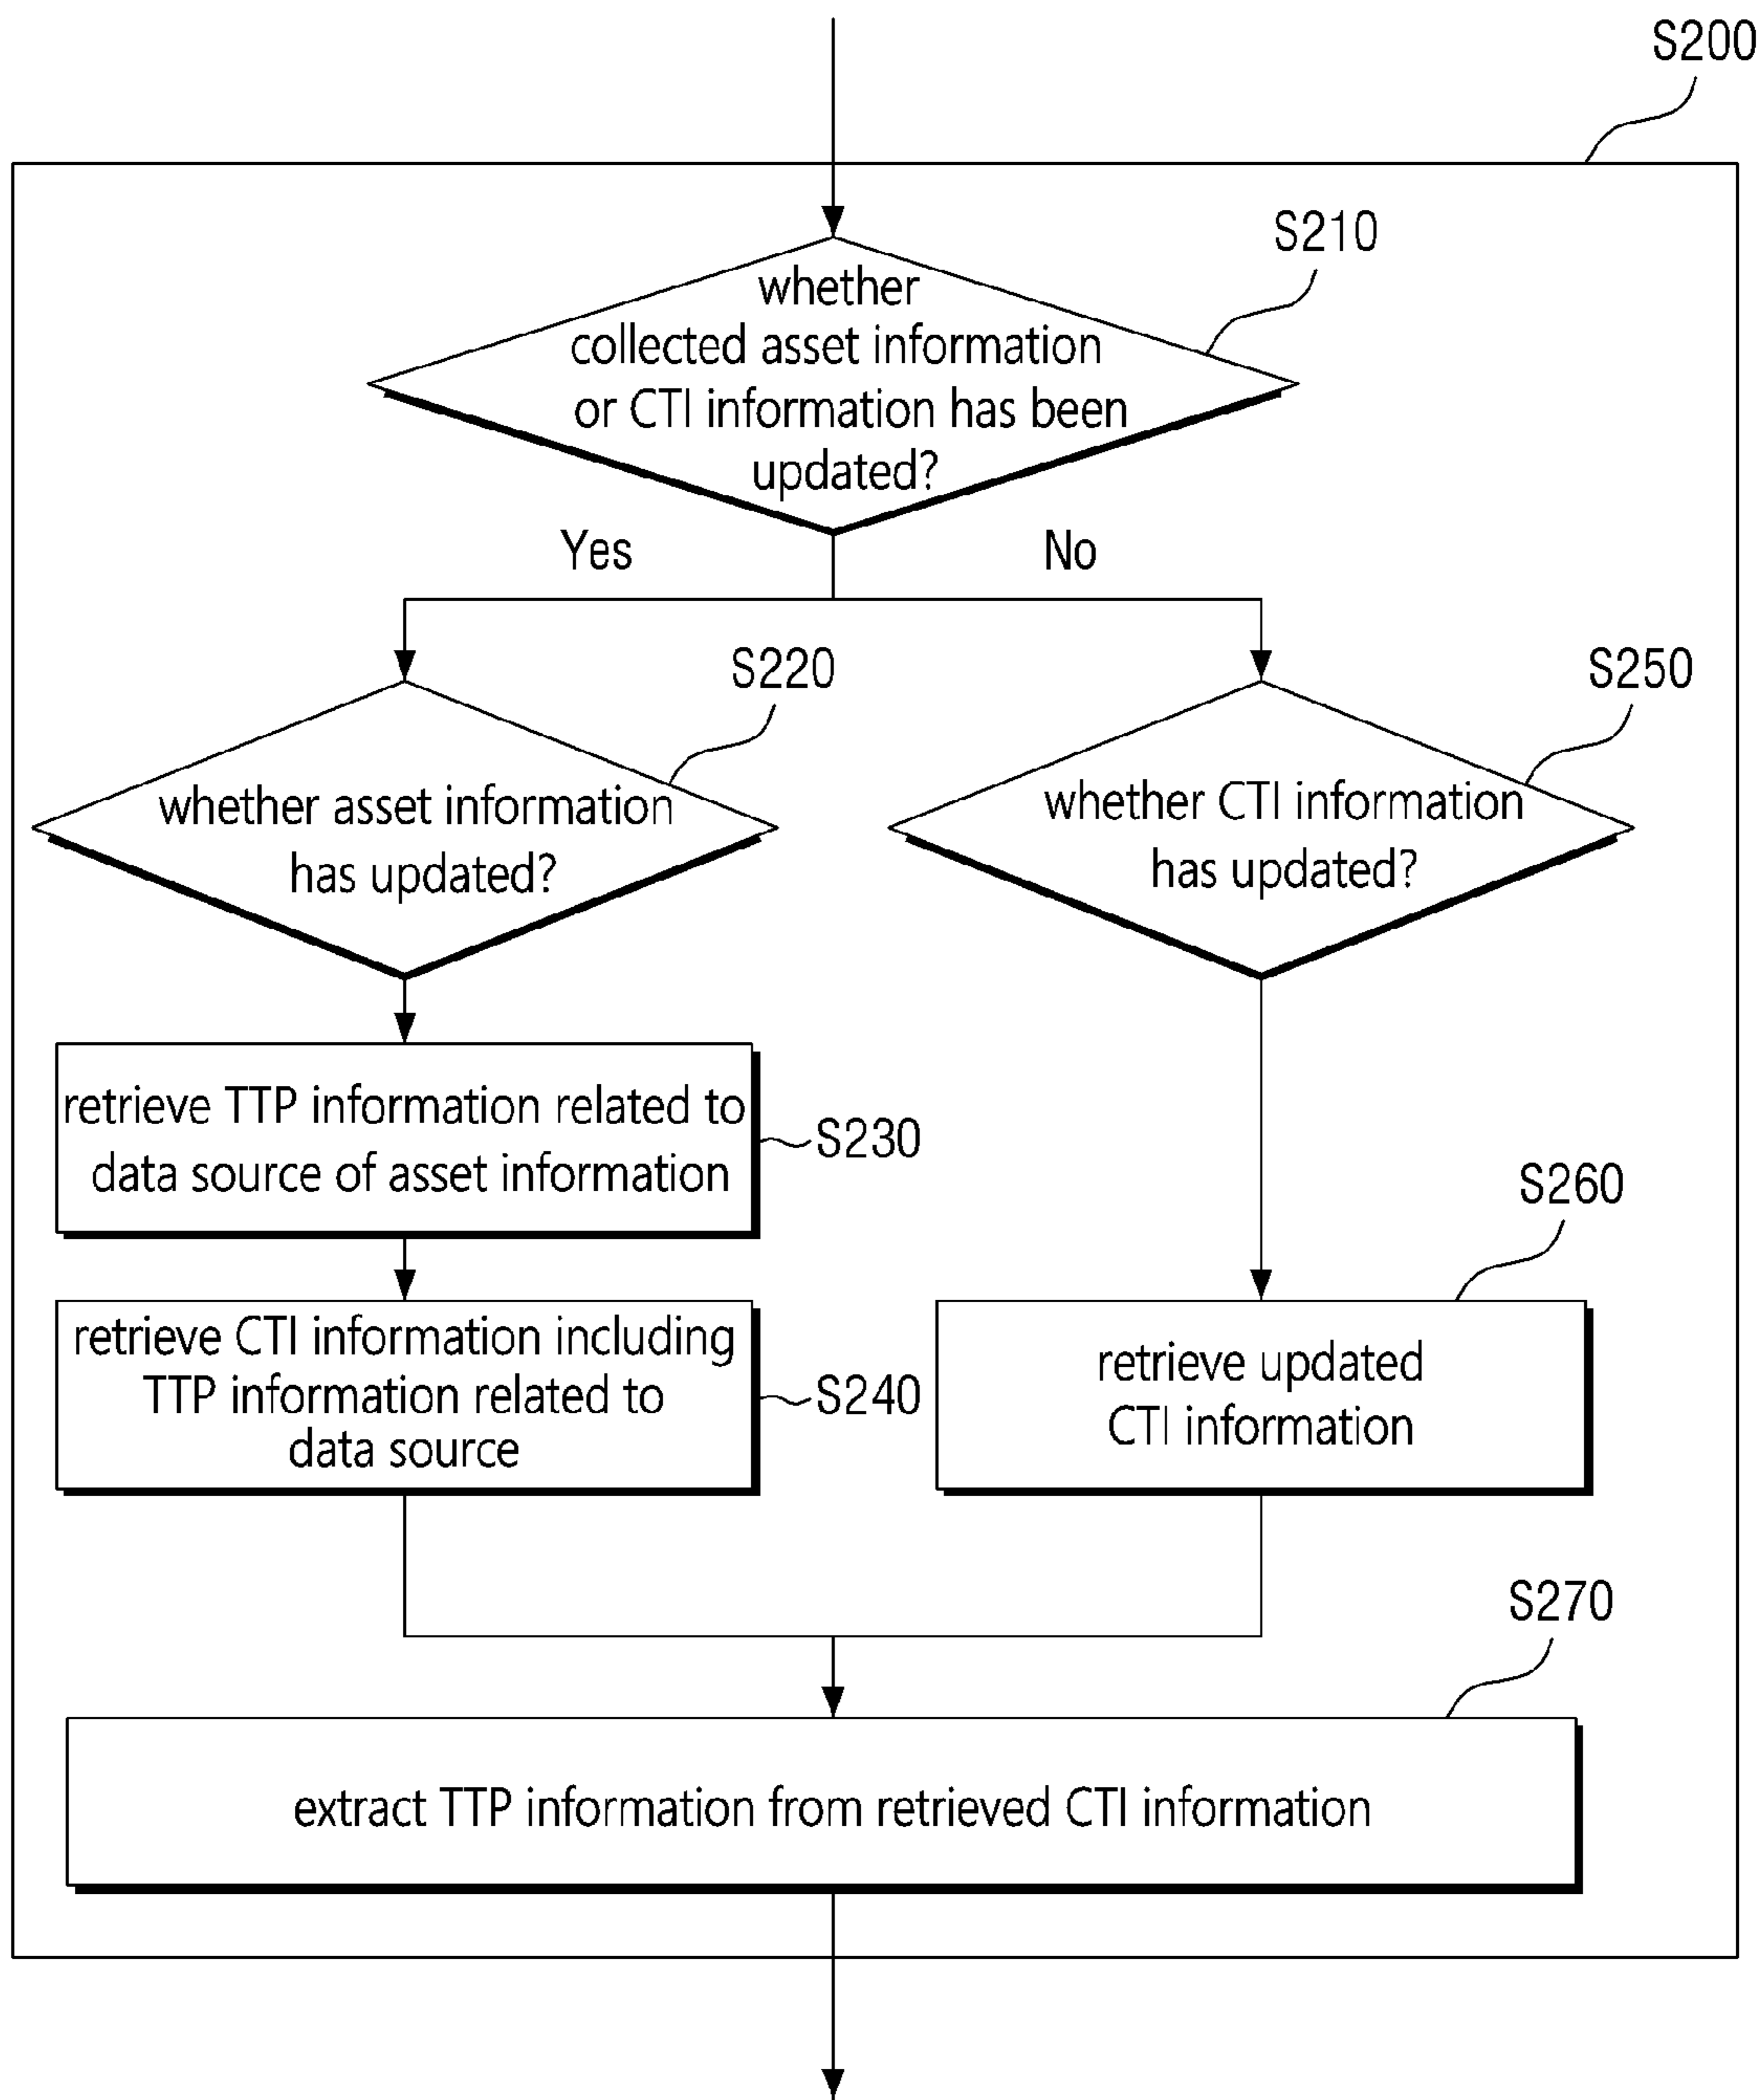 S200
S210
whether
collected asset information
or CTI information has been
updated?
Yes
No
S220
S250
whether asset information
has updated?
whether CTI information
has updated?
retrieve TTP information related to
data source of asset information
S230
S260
retrieve CTI information including
TTP information related to
data source
S240
retrieve updated
CTI information
S270
extract TTP information from retrieved CTI information